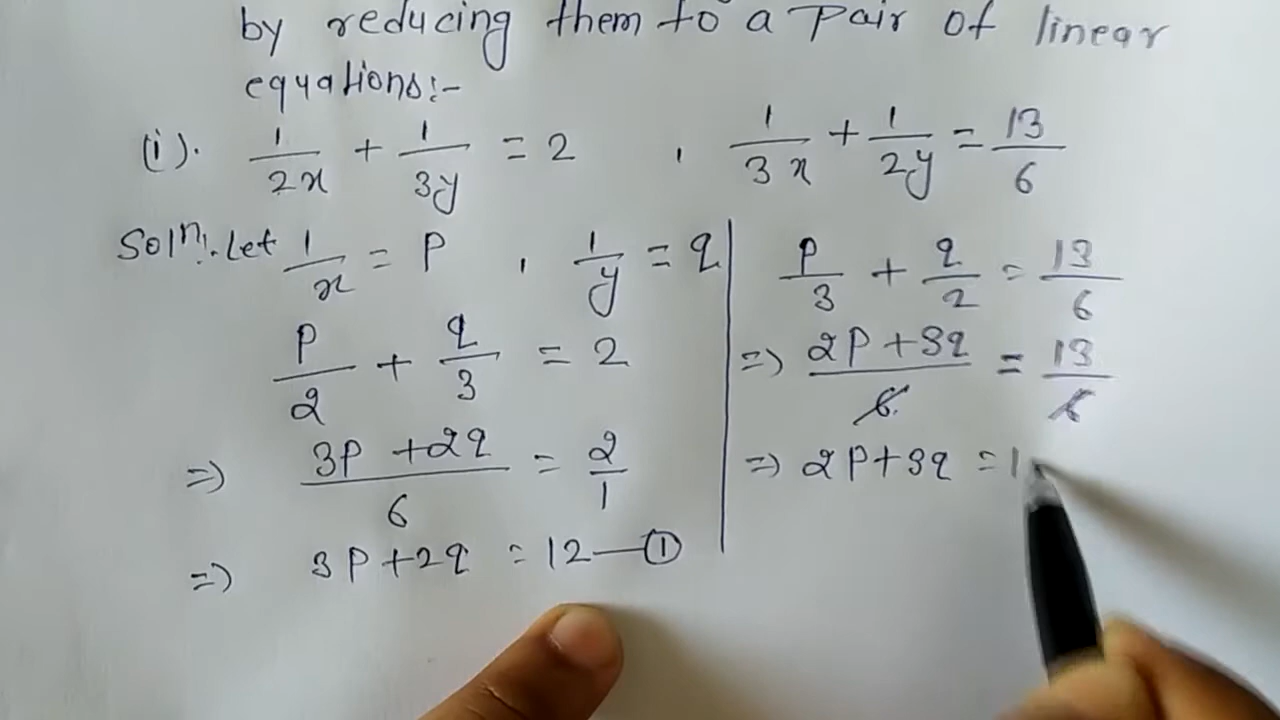 by reducing them to a pair of linear
equations:-
(i). 1/2x + 1/3y = 2 , 1/3x + 1/2y = 13/6
Soln:. Let 1/x = P , 1/y = q
P/2 + q/3 = 2
=> 3P + 2q/6 = 2/1
=> 3P + 2q = 12 — ①
P/3 + q/2 = 13/6
=> 2P + 3q/6 = 13/6
=> 2P + 3q = 1